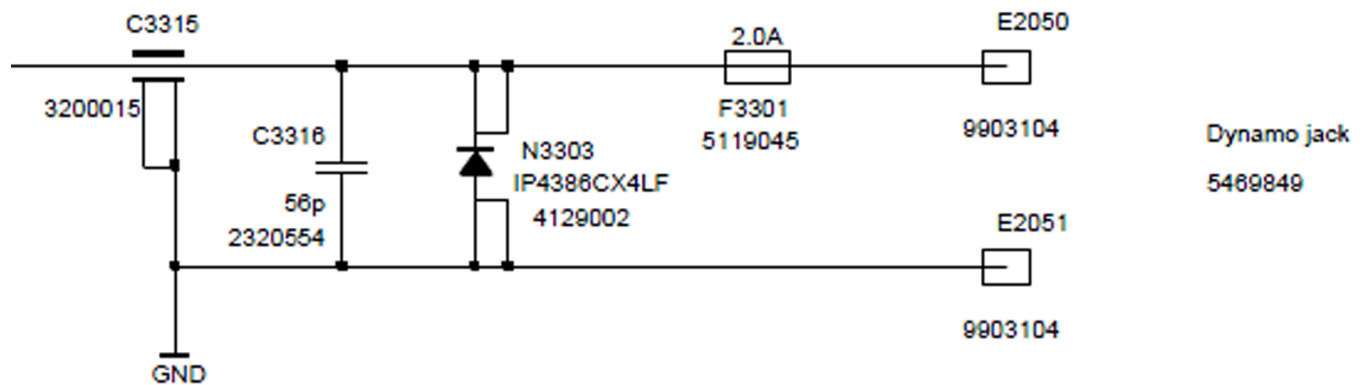 C3315
3200015
C3316
56p
2320554
GND
N3303
IP4386CX4LF
4129002
2.0A
F3301
5119045
E2050
9903104
E2051
9903104
Dynamo jack
5469849